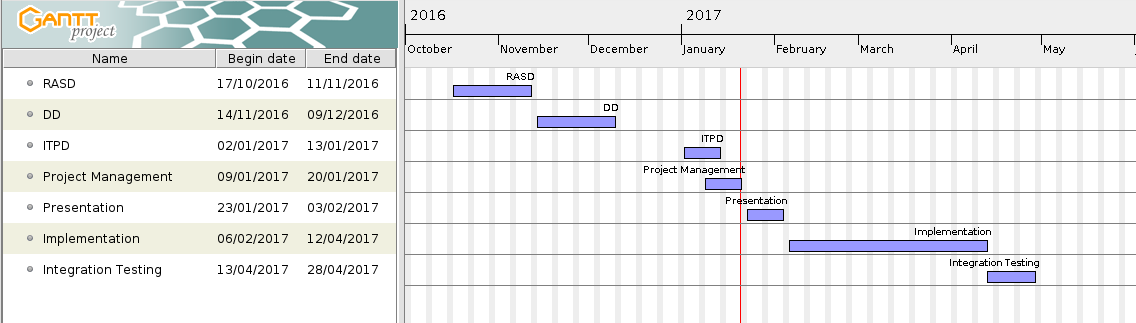 GANTT
project
2016 2017
October November December January February March April May
Name Begin date End date
RASD 17/10/2016 11/11/2016
RASD
DD 14/11/2016 09/12/2016
DD
ITPD 02/01/2017 13/01/2017
ITPD
Project Management 09/01/2017 20/01/2017
Project Management
Presentation 23/01/2017 03/02/2017
Presentation
Implementation 06/02/2017 12/04/2017
Implementation
Integration Testing 13/04/2017 28/04/2017
Integration Testing